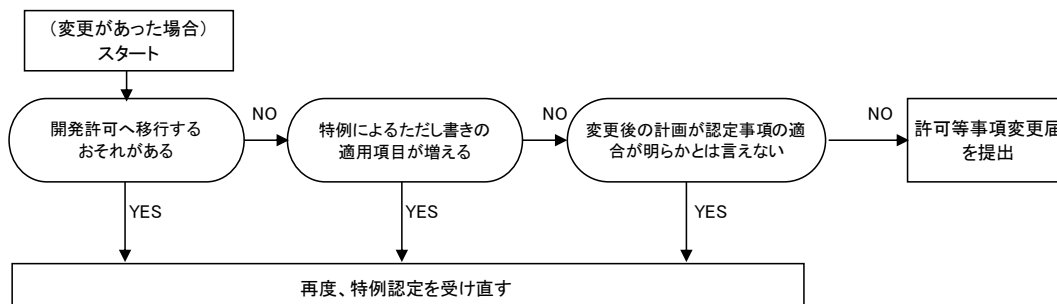 （変更があった場合）
スタート
開発許可へ移行する
おそれがある
NO
特例によるただし書きの
適用項目が増える
NO
変更後の計画が認定事項の適
合が明らかとは言えない
NO
許可等事項変更届
を提出
YES
YES
YES
再度、特例認定を受け直す